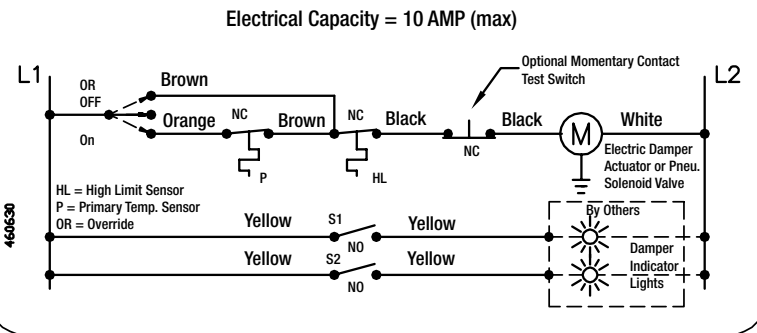 Electrical Capacity = 10 AMP (max)
L1
L2
OR
OFF
On
Brown
Orange
NC
P
Brown
NC
HL
Black
Optional Momentary Contact
Test Switch
NC
Black
M
White
Electric Damper
Actuator or Pneu.
Solenoid Valve
HL = High Limit Sensor
P = Primary Temp. Sensor
OR = Override
460630
Yellow
S1
NO
Yellow
Yellow
S2
NO
Yellow
By Others
Damper
Indicator
Lights